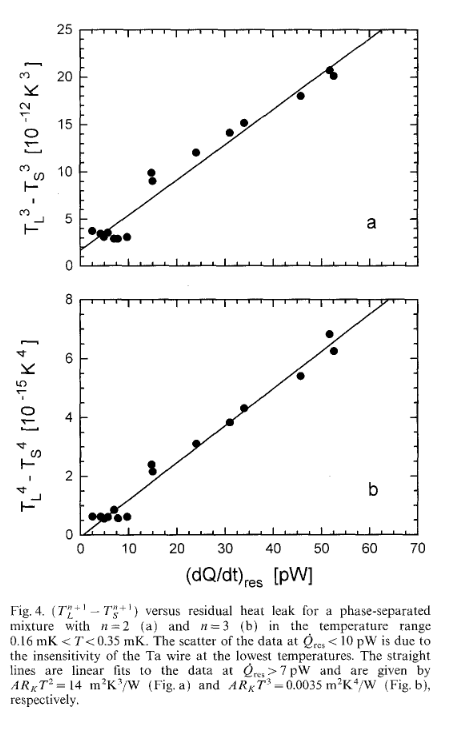 25
20
15
10
5
0
T_L^3 - T_S^3 [10^-12 K^3]
a
8
6
4
2
0
T_L^4 - T_S^4 [10^-15 K^4]
b
0 10 20 30 40 50 60 70
(dQ/dt)_res [pW]
Fig. 4. (T_L^{n+1} − T_S^{n+1}) versus residual heat leak for a phase-separated
mixture with n = 2 (a) and n = 3 (b) in the temperature range
0.16 mK < T < 0.35 mK. The scatter of the data at Q̇_res < 10 pW is due to
the insensitivity of the Ta wire at the lowest temperatures. The straight
lines are linear fits to the data at Q̇_res > 7 pW and are given by
AR_K T^2 = 14 m^2K^3/W (Fig. a) and AR_K T^3 = 0.0035 m^2K^4/W (Fig. b),
respectively.